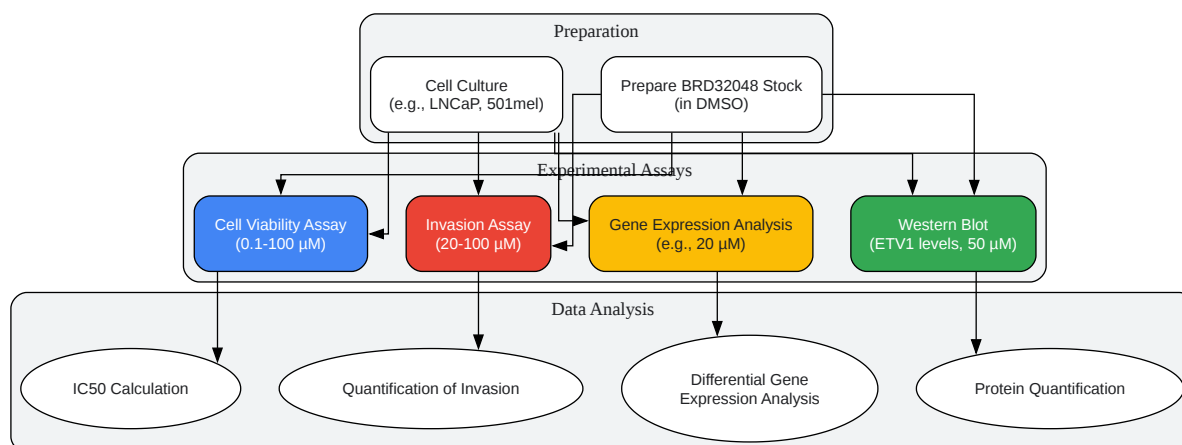 Preparation
Cell Culture
(e.g., LNCaP, 501mel)
Prepare BRD32048 Stock
(in DMSO)
Experimental Assays
Cell Viability Assay
(0.1-100 µM)
Invasion Assay
(20-100 µM)
Gene Expression Analysis
(e.g., 20 µM)
Western Blot
(ETV1 levels, 50 µM)
Data Analysis
IC50 Calculation
Quantification of Invasion
Differential Gene
Expression Analysis
Protein Quantification